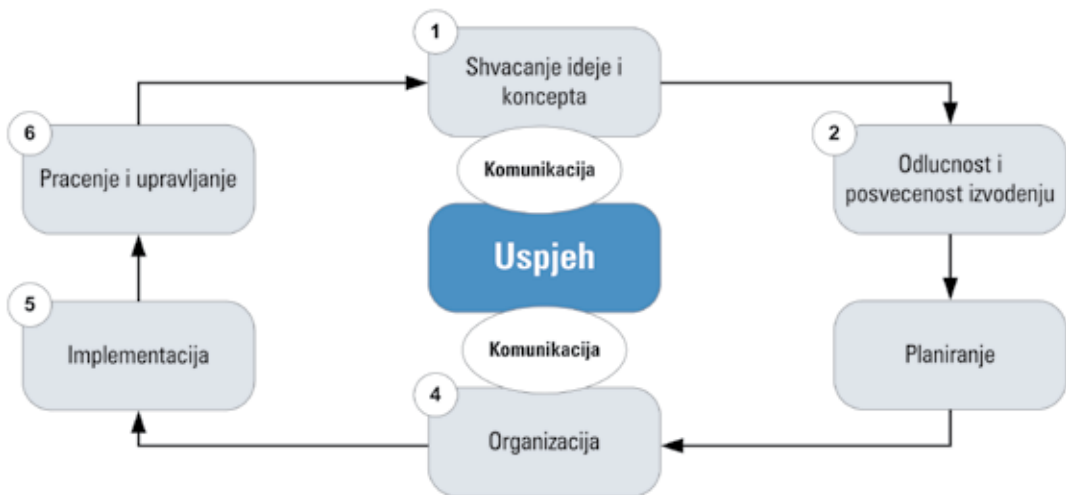 1
Shvacanje ideje i
koncepta
2
Odlucnost i
posvecenost izvodenju
Planiranje
4
Organizacija
5
Implementacija
6
Pracenje i upravljanje
Komunikacija
Uspjeh
Komunikacija